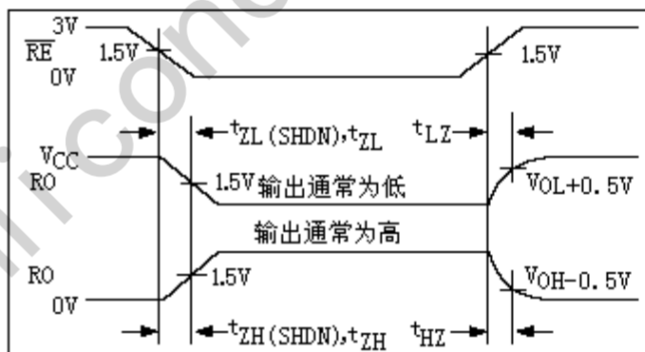 3V
RE
1.5V
1.5V
0V
tZL(SHDN),tZL
tLZ
VCC
RO
1.5V
输出通常为低
VOL+0.5V
输出通常为高
RO
1.5V
VOH-0.5V
0V
tZH(SHDN),tZH
tHZ